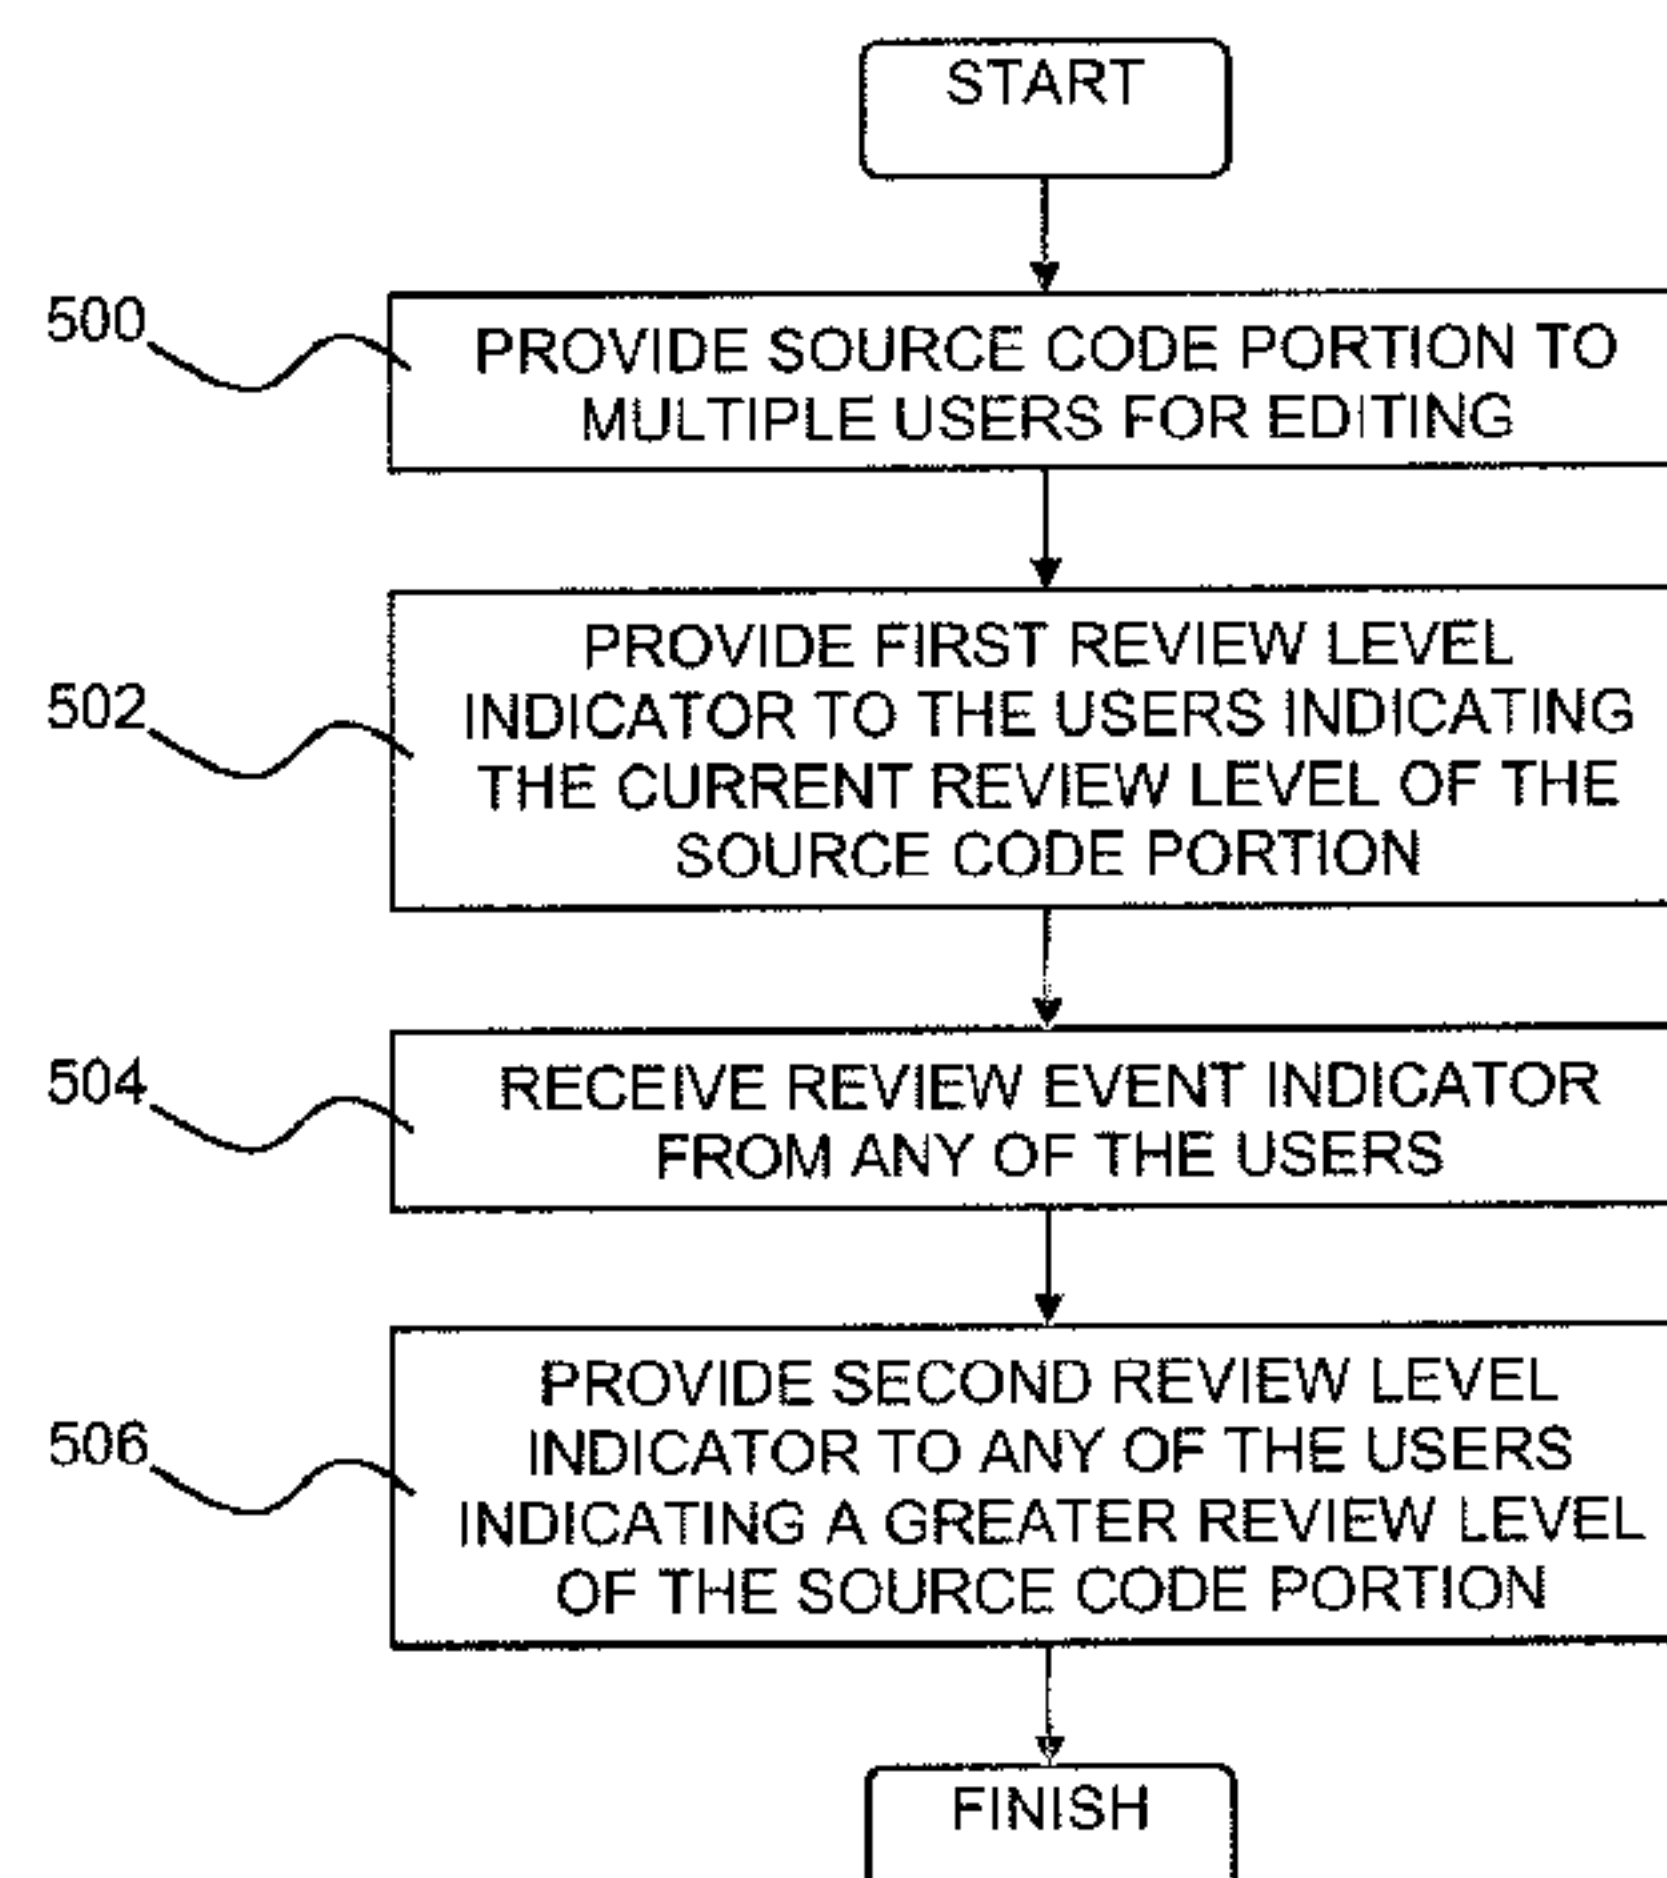 START
500
PROVIDE SOURCE CODE PORTION TO
MULTIPLE USERS FOR EDITING
502
PROVIDE FIRST REVIEW LEVEL
INDICATOR TO THE USERS INDICATING
THE CURRENT REVIEW LEVEL OF THE
SOURCE CODE PORTION
504
RECEIVE REVIEW EVENT INDICATOR
FROM ANY OF THE USERS
506
PROVIDE SECOND REVIEW LEVEL
INDICATOR TO ANY OF THE USERS
INDICATING A GREATER REVIEW LEVEL
OF THE SOURCE CODE PORTION
FINISH